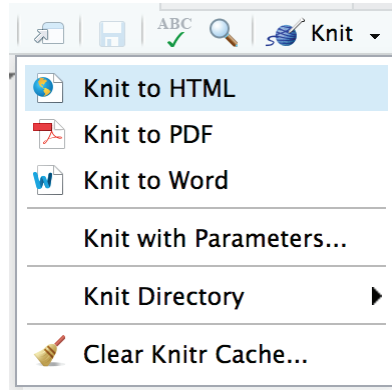 ABC
Knit
Knit to HTML
Knit to PDF
Knit to Word
Knit with Parameters...
Knit Directory
Clear Knitr Cache...